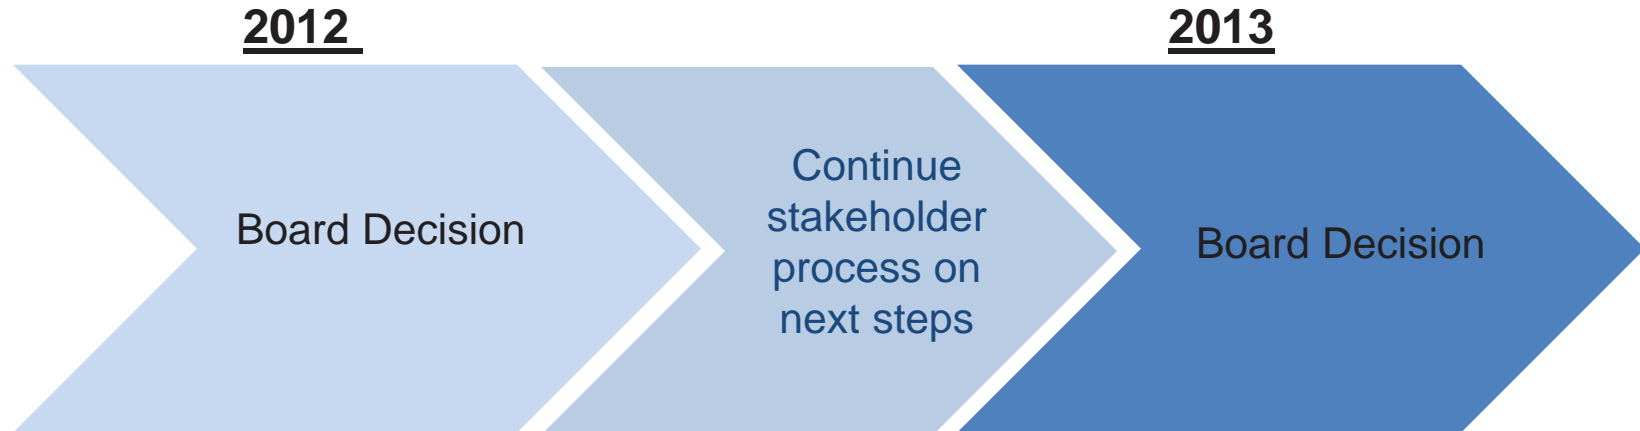 2012
2013
Board Decision
Continue
stakeholder
process on
next steps
Board Decision